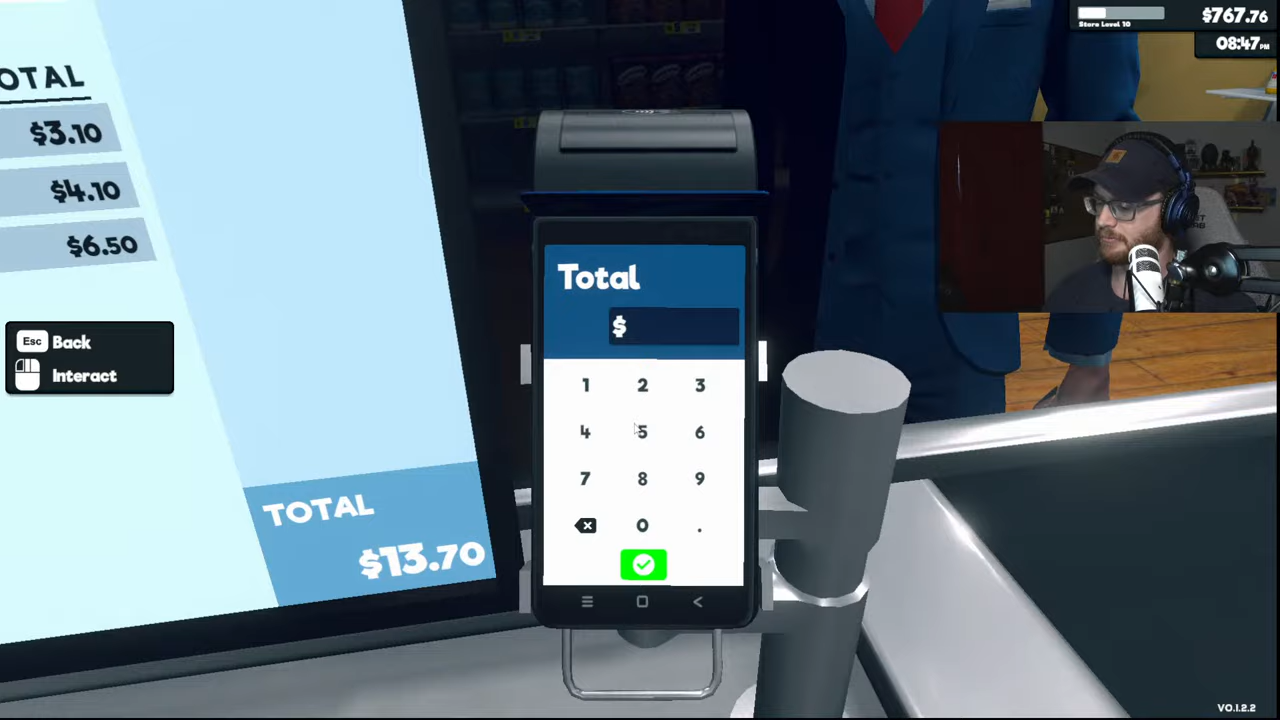 OTAL
$3.10
$4.10
$6.50
Esc Back
Interact
TOTAL
$13.70
Total
$
1 2 3
4 5 6
7 8 9
0 .
$767.76
Store Level 10
08:47PM
V0.1.2.2